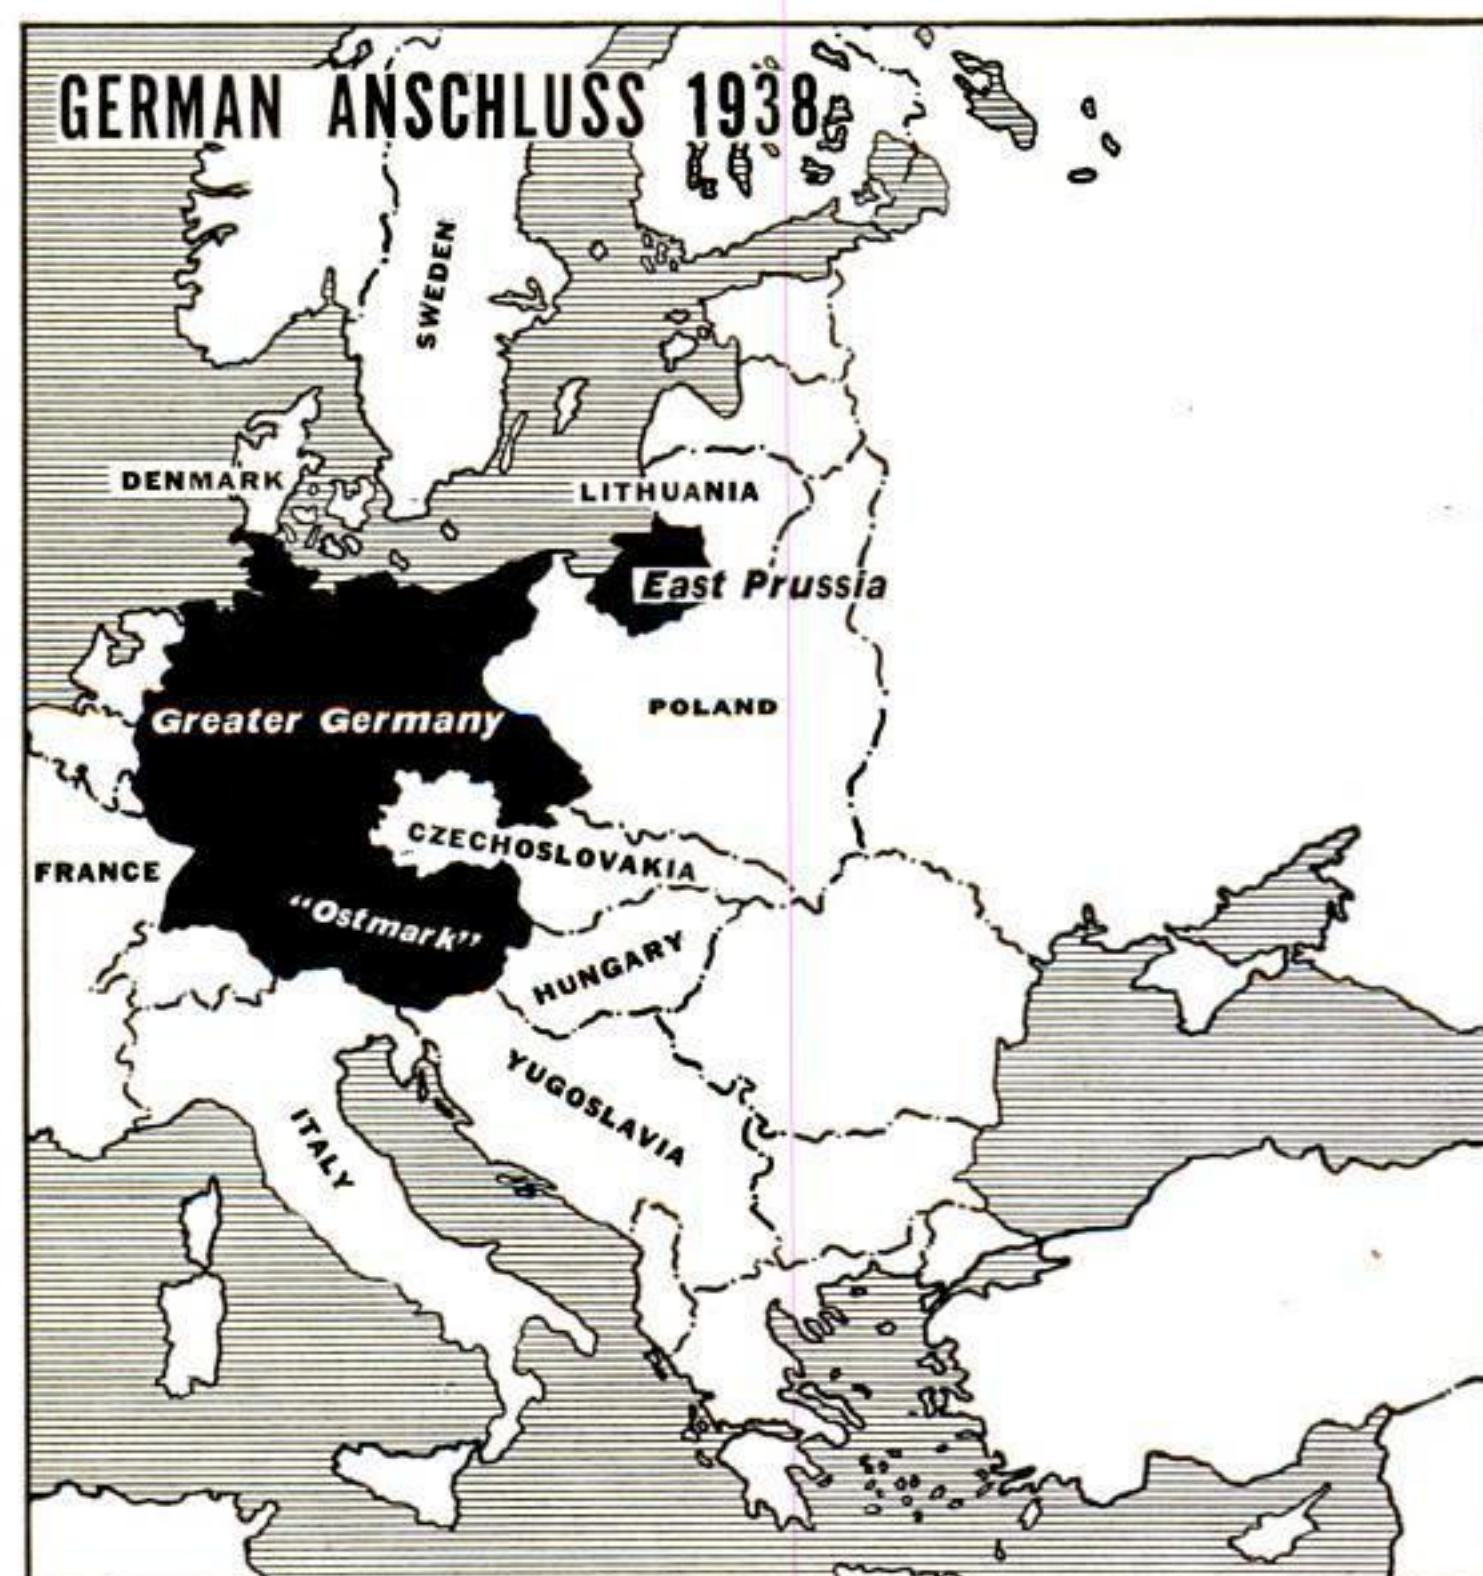 GERMAN ANSCHLUSS 1938
SWEDEN
DENMARK
LITHUANIA
East Prussia
POLAND
Greater Germany
CZECHOSLOVAKIA
FRANCE
"Ostmark"
HUNGARY
YUGOSLAVIA
ITALY